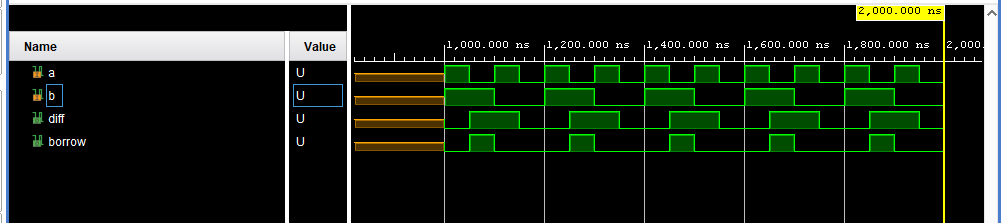 2,000.000 ns
Name Value
1,000.000 ns 1,200.000 ns 1,400.000 ns 1,600.000 ns 1,800.000 ns 2,000.
a U
b U
diff U
borrow U